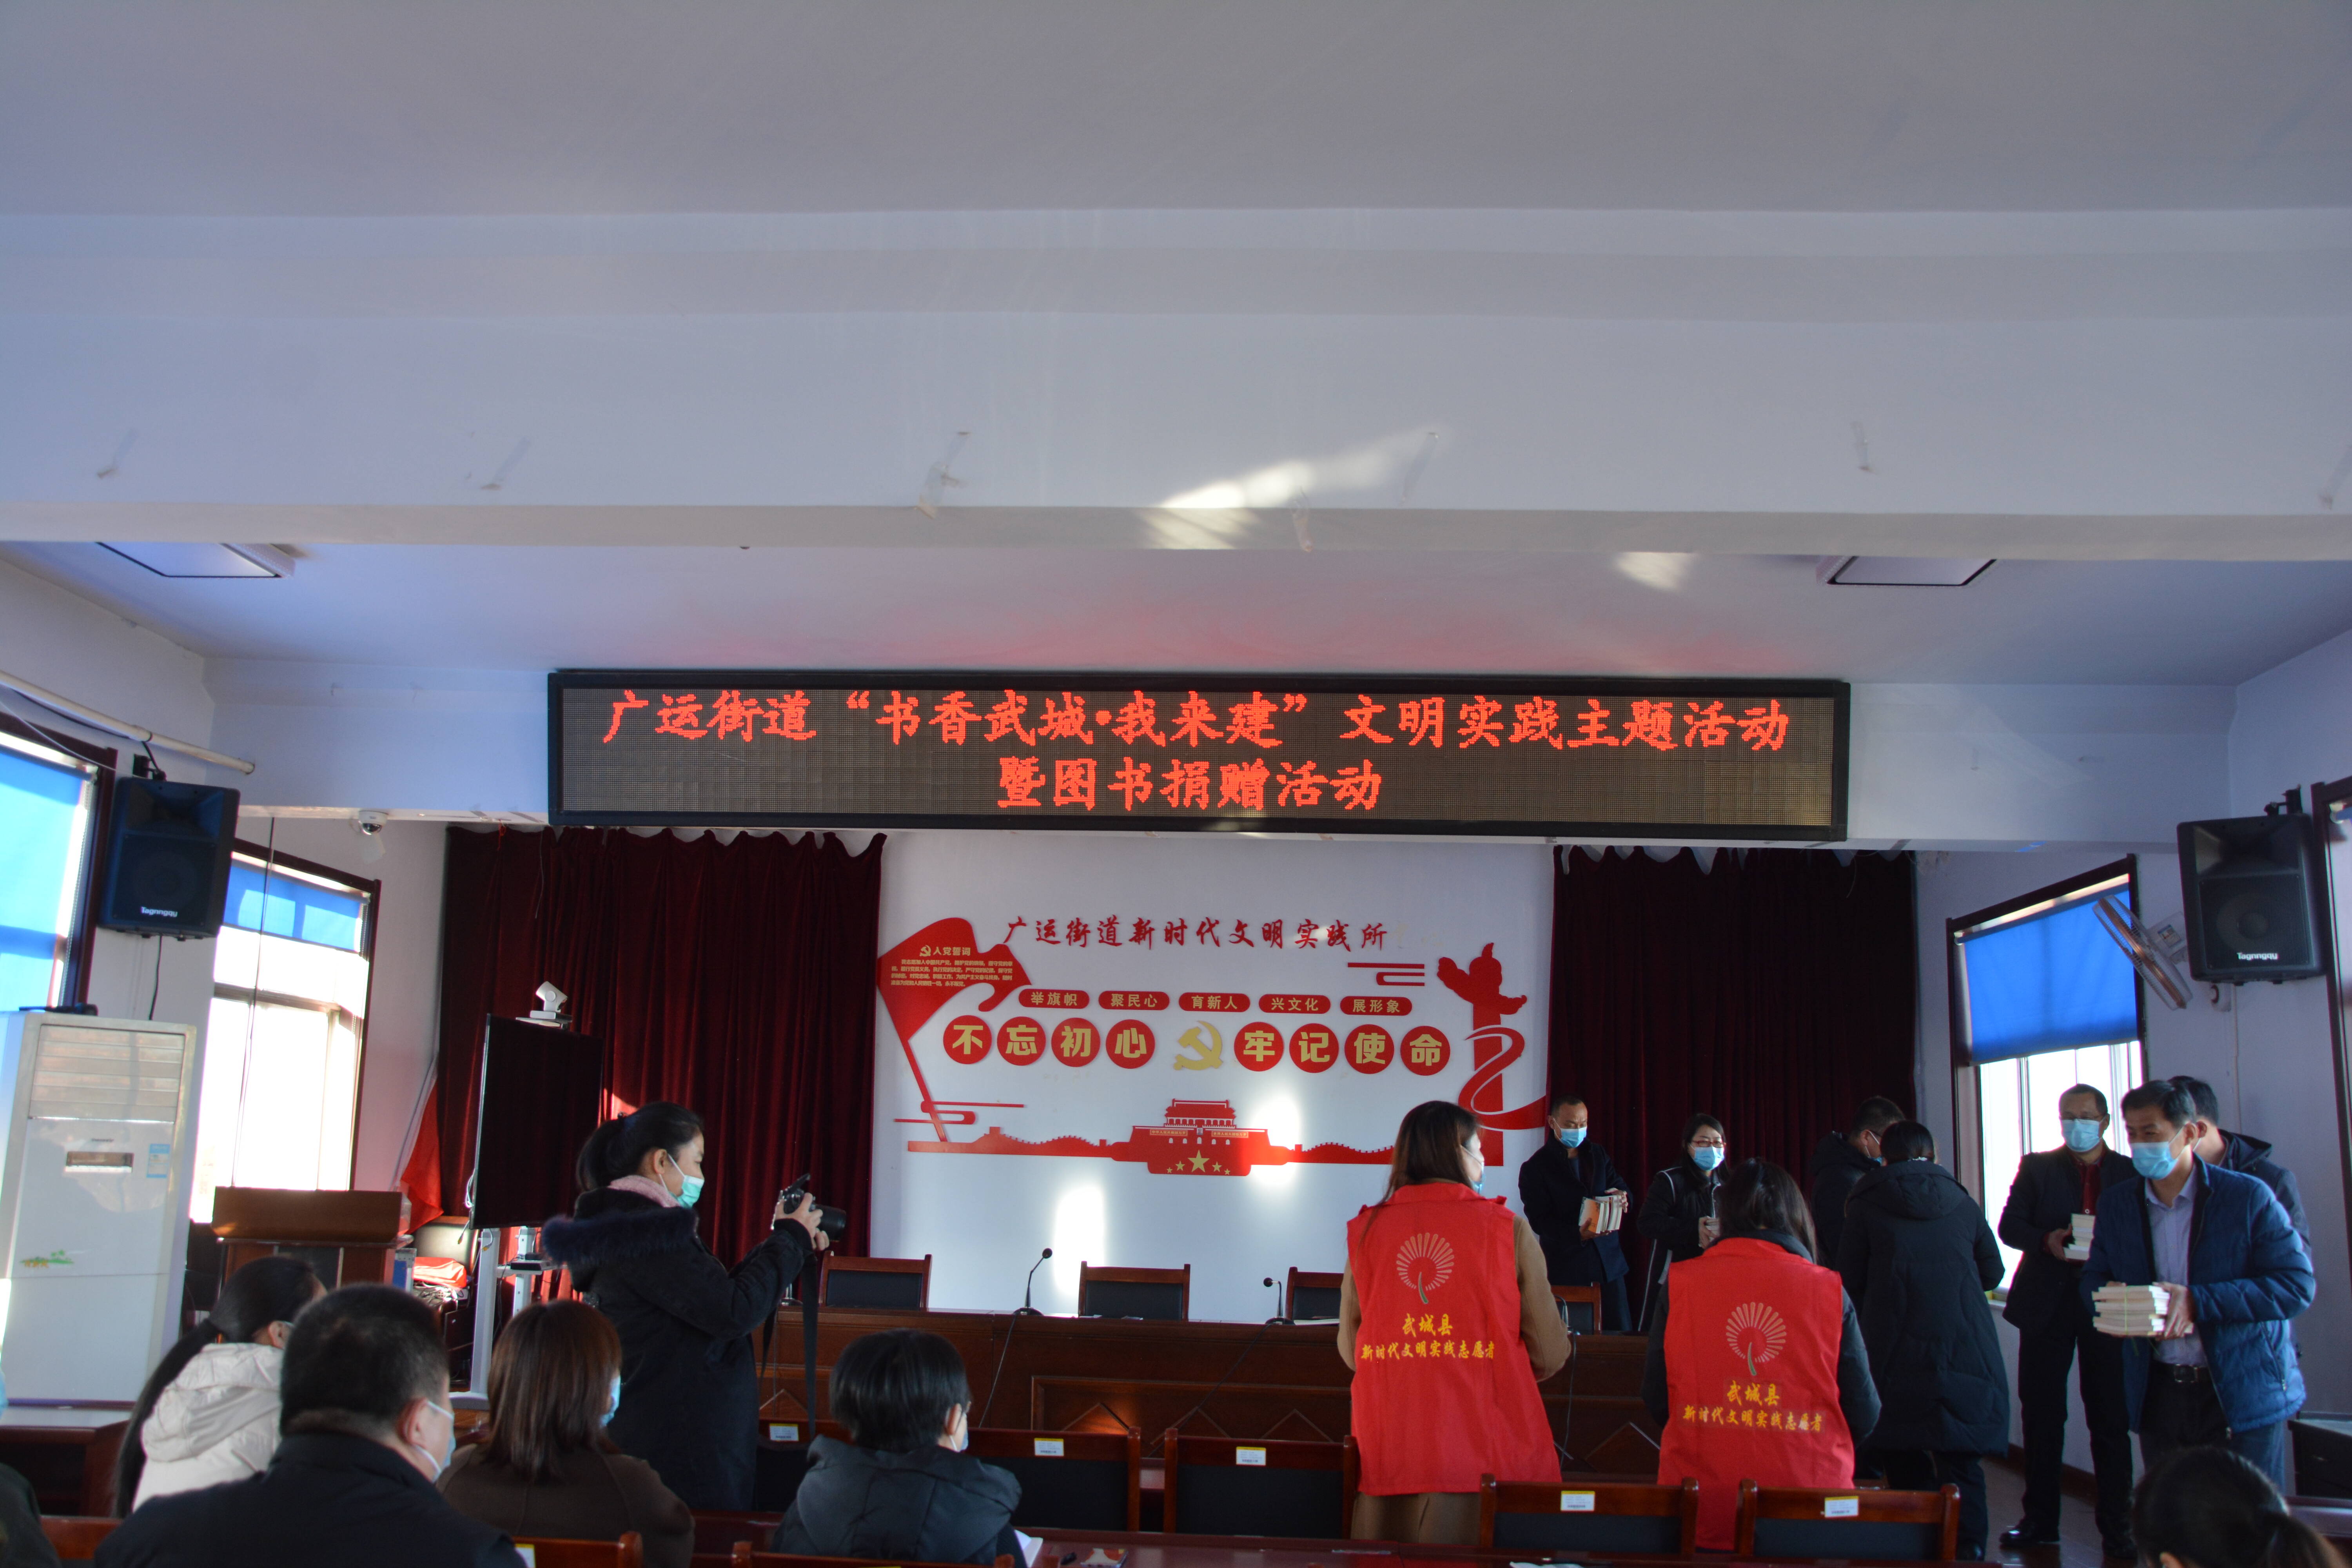 广运街道“书香武城·我来建”文明实践主题活动
暨图书捐赠活动
广运街道新时代文明实践所
入党誓词
举旗帜 聚民心 育新人 兴文化 展形象
不忘初心 牢记使命
Tagnngqu
Tagnngqu
武城县
新时代文明实践志愿者
武城县
新时代文明实践志愿者